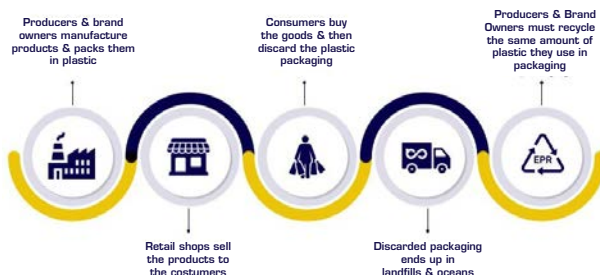 Producers & brand
owners manufacture
products & packs them
in plastic
Retail shops sell
the products to
the costumers
Consumers buy
the goods & then
discard the plastic
packaging
Discarded packaging
ends up in
landfills & oceans
Producers & Brand
Owners must recycle
the same amount of
plastic they use in
packaging
EPR